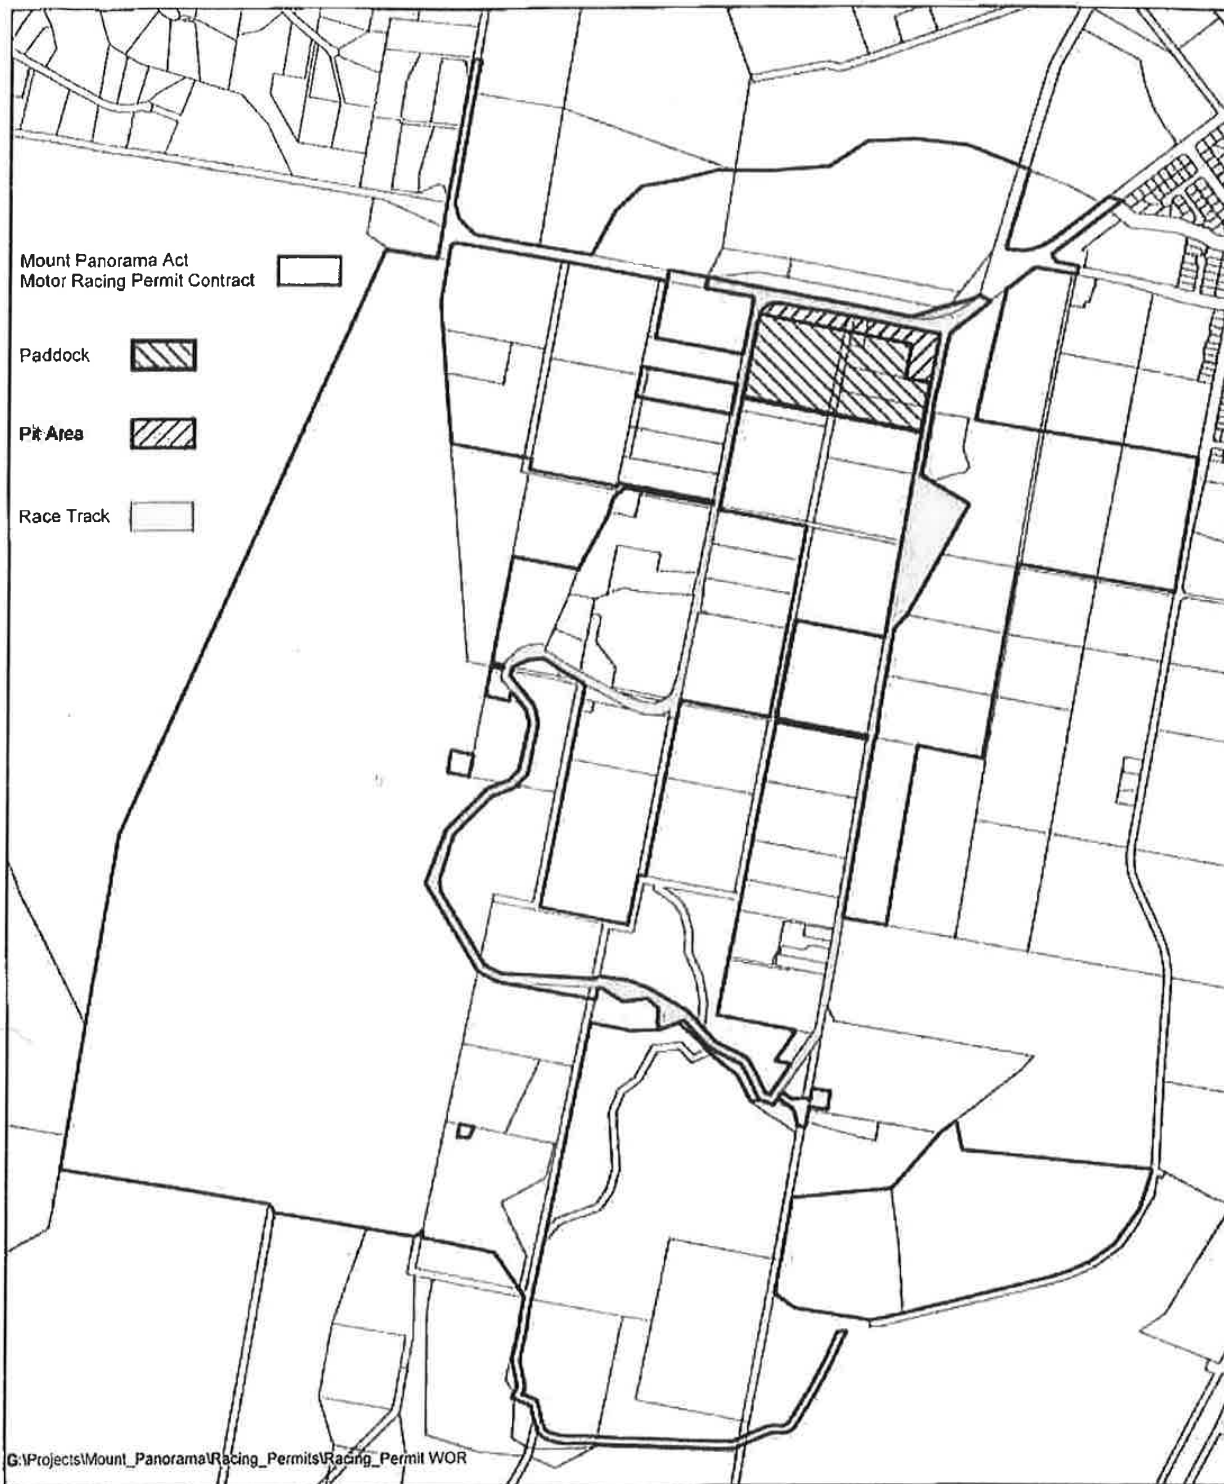 Mount Panorama Act
Motor Racing Permit Contract
Paddock
Pit Area
Race Track
G:\Projects\Mount_Panorama\Racing_Permits\Racing_Permit WOR